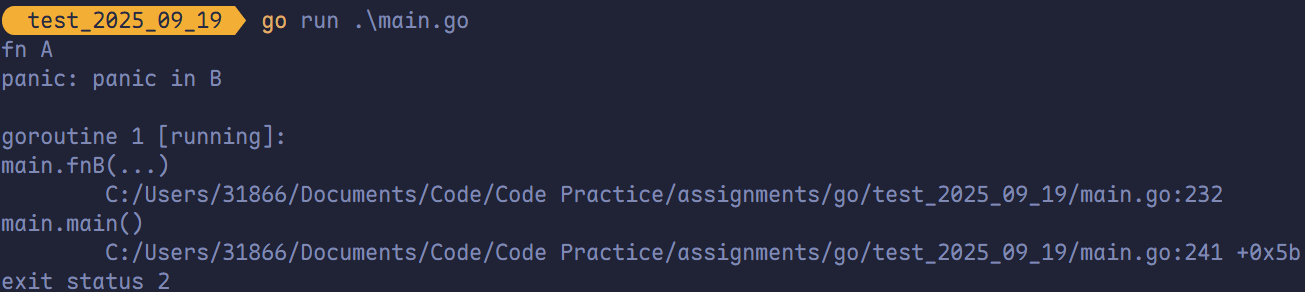 test_2025_09_19 go run .\main.go
fn A
panic: panic in B
goroutine 1 [running]:
main.fnB(...)
C:/Users/31866/Documents/Code/Code Practice/assignments/go/test_2025_09_19/main.go:232
main.main()
C:/Users/31866/Documents/Code/Code Practice/assignments/go/test_2025_09_19/main.go:241 +0x5b
exit status 2